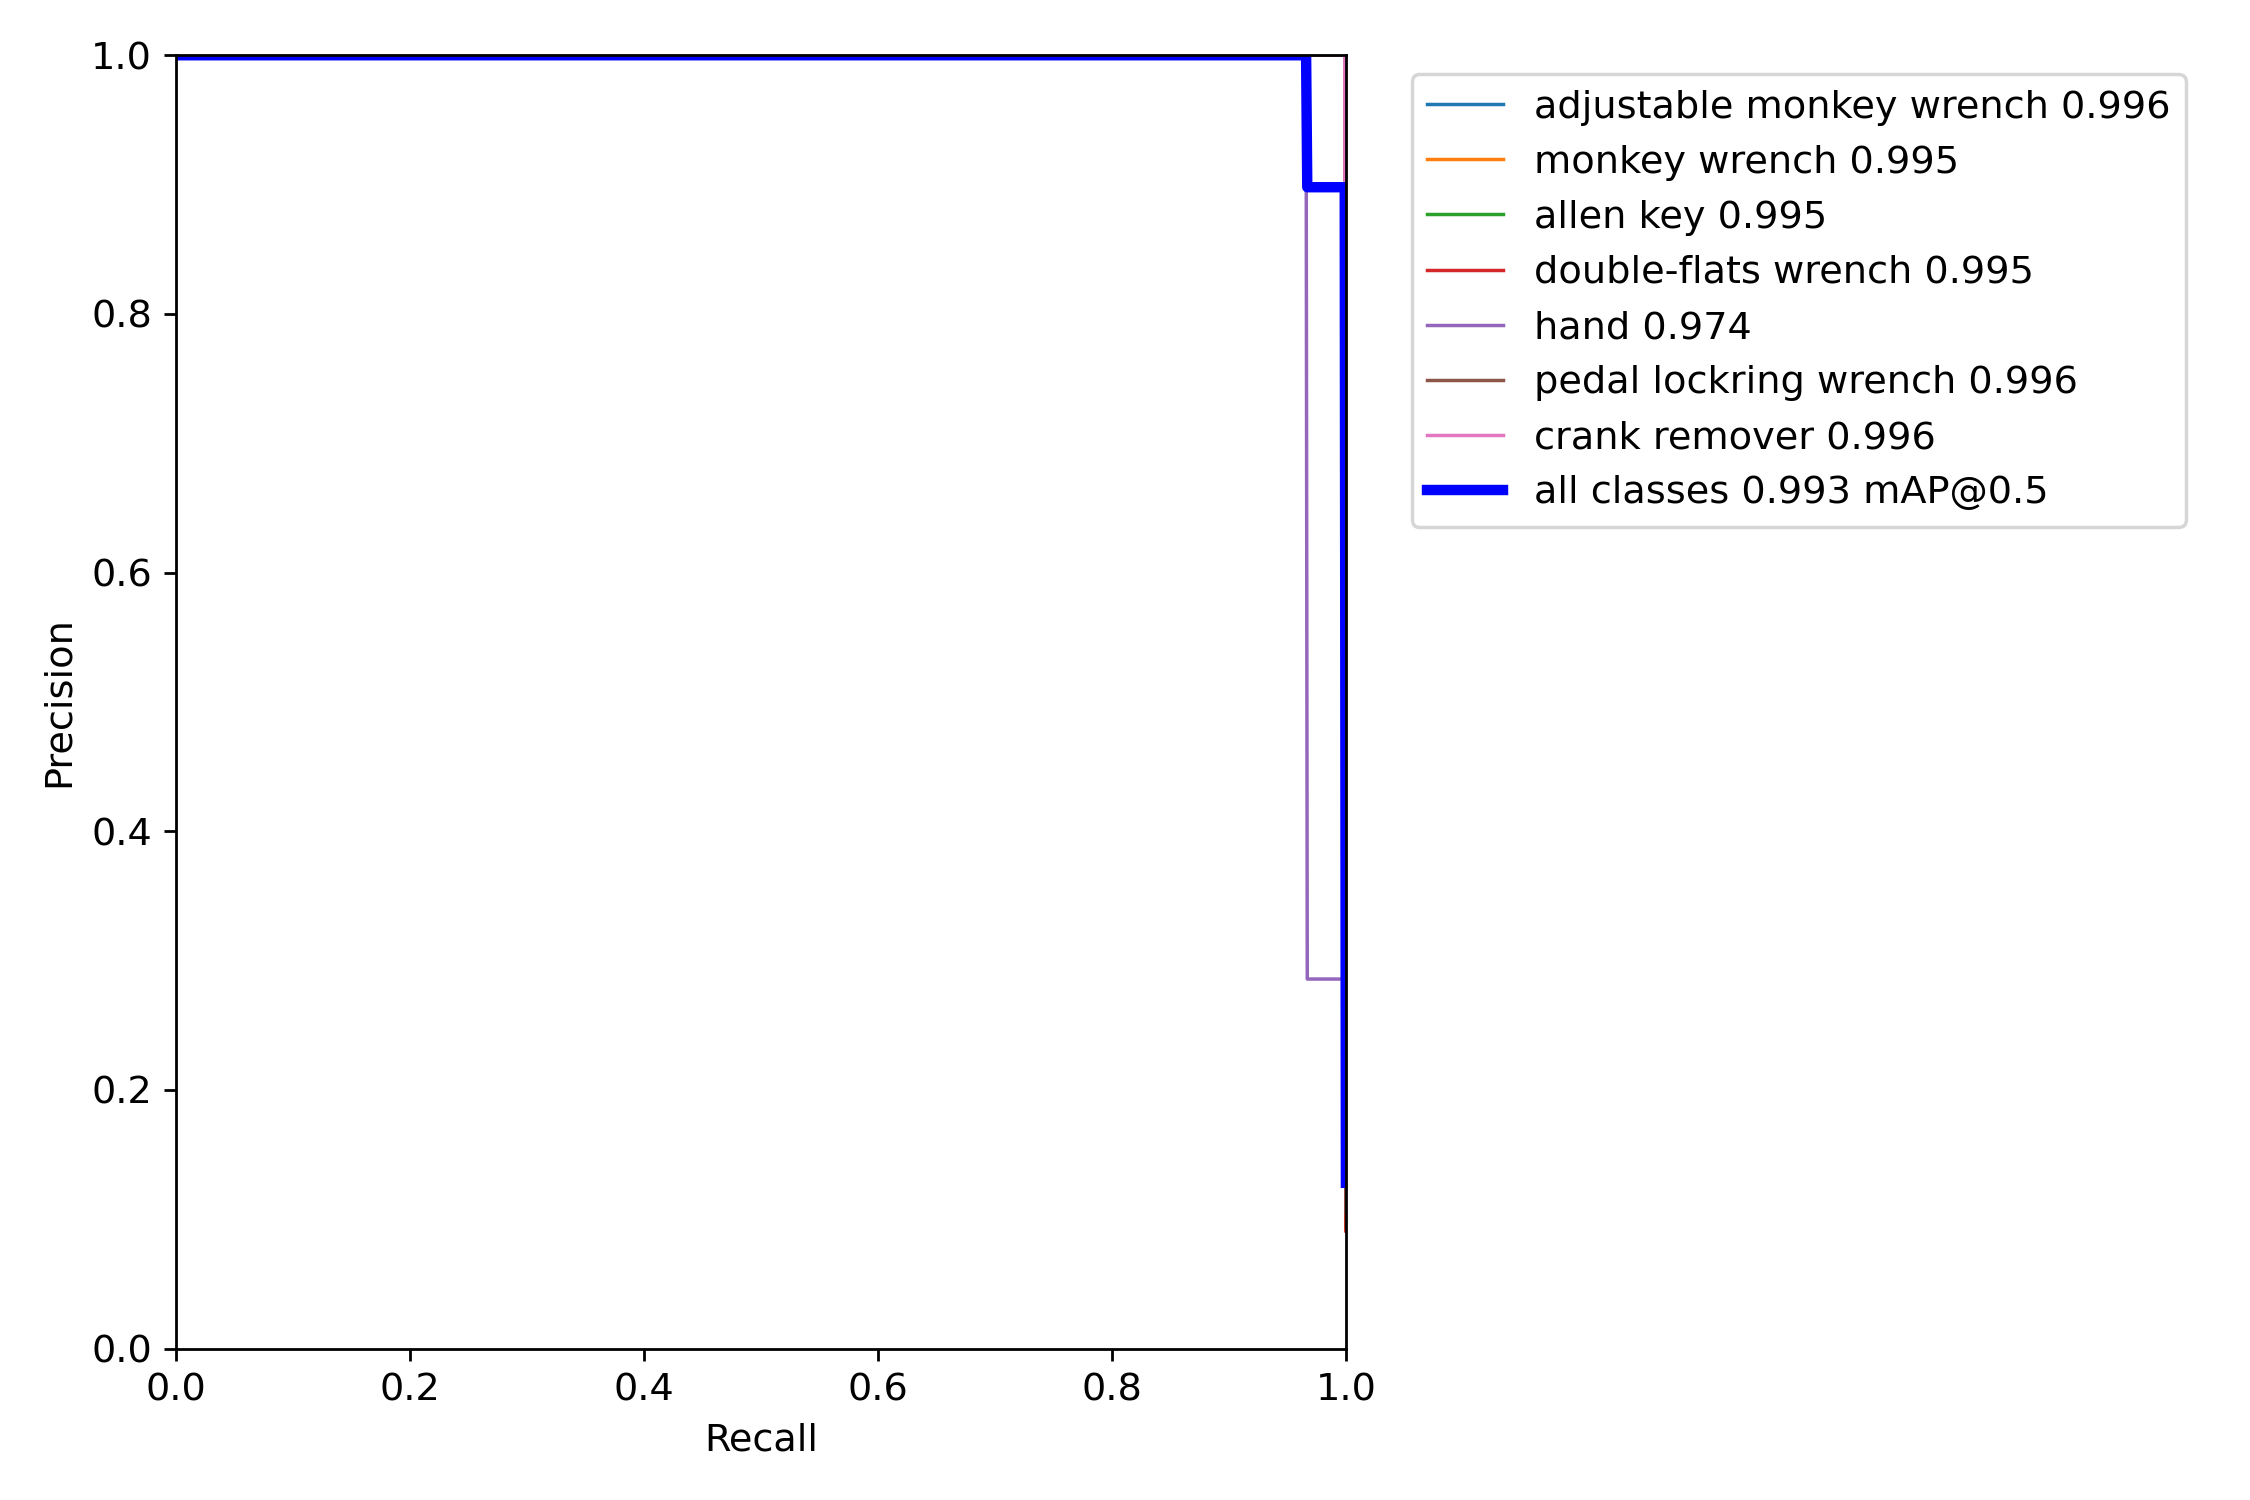 1.0
0.8
0.6
0.4
0.2
0.0
0.0 0.2 0.4 0.6 0.8 1.0
Precision
Recall
adjustable monkey wrench 0.996
monkey wrench 0.995
allen key 0.995
double-flats wrench 0.995
hand 0.974
pedal lockring wrench 0.996
crank remover 0.996
all classes 0.993 mAP@0.5